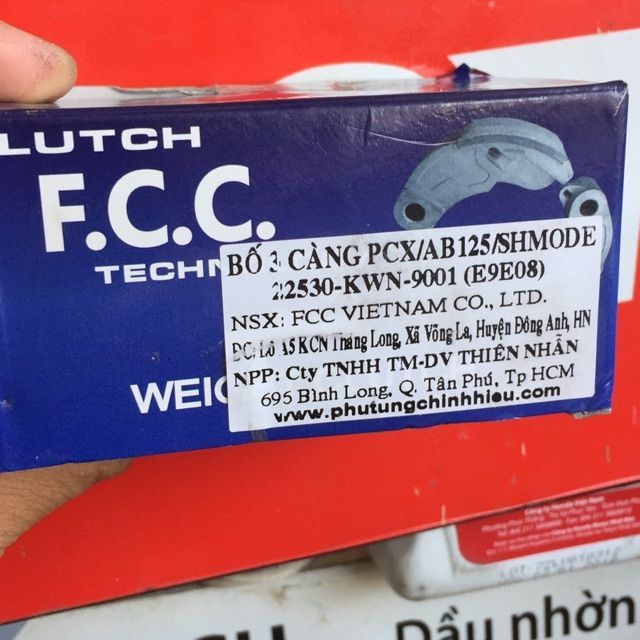 LUTCH
F.C.C.
TECHN
WEIG
BỐ 3 CÀNG PCX/AB125/SHMODE
22530-KWN-9001 (E9E08)
NSX: FCC VIETNAM CO., LTD.
ĐC: Lô A5 KCN Thăng Long, Xã Võng La, Huyện Đông Anh, HN
NPP: Cty TNHH TM-DV THIÊN NHẪN
695 Bình Long, Q. Tân Phú, Tp HCM
www.phutungchinhhieu.com
Dầu nhờn